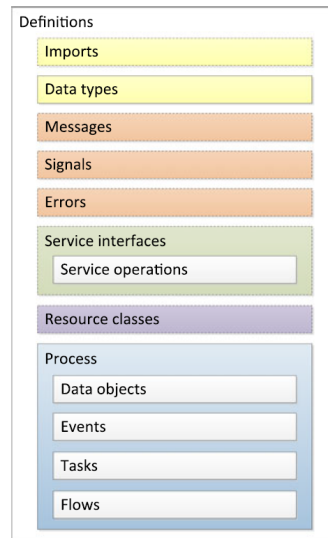 Definitions
Imports
Data types
Messages
Signals
Errors
Service interfaces
Service operations
Resource classes
Process
Data objects
Events
Tasks
Flows